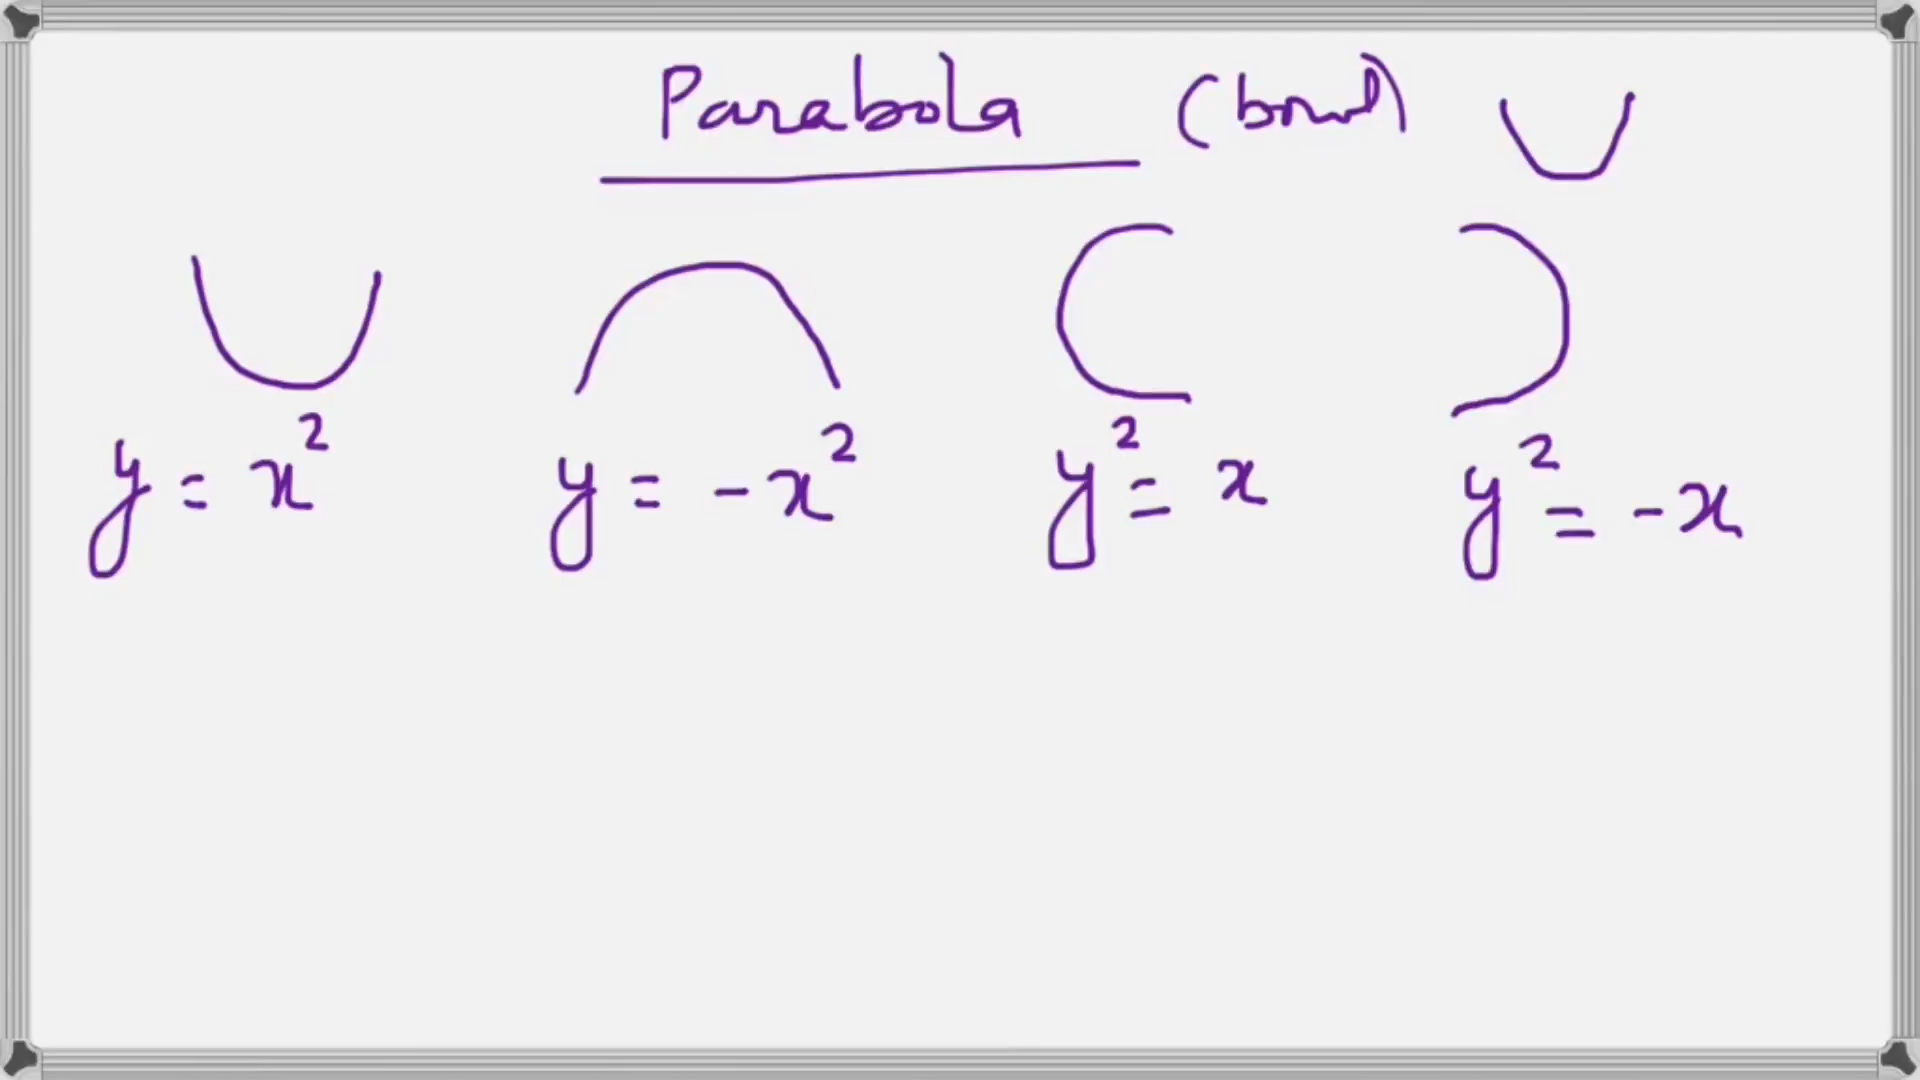 Parabola (bowl)
y = x² y = -x² y² = x y² = -x